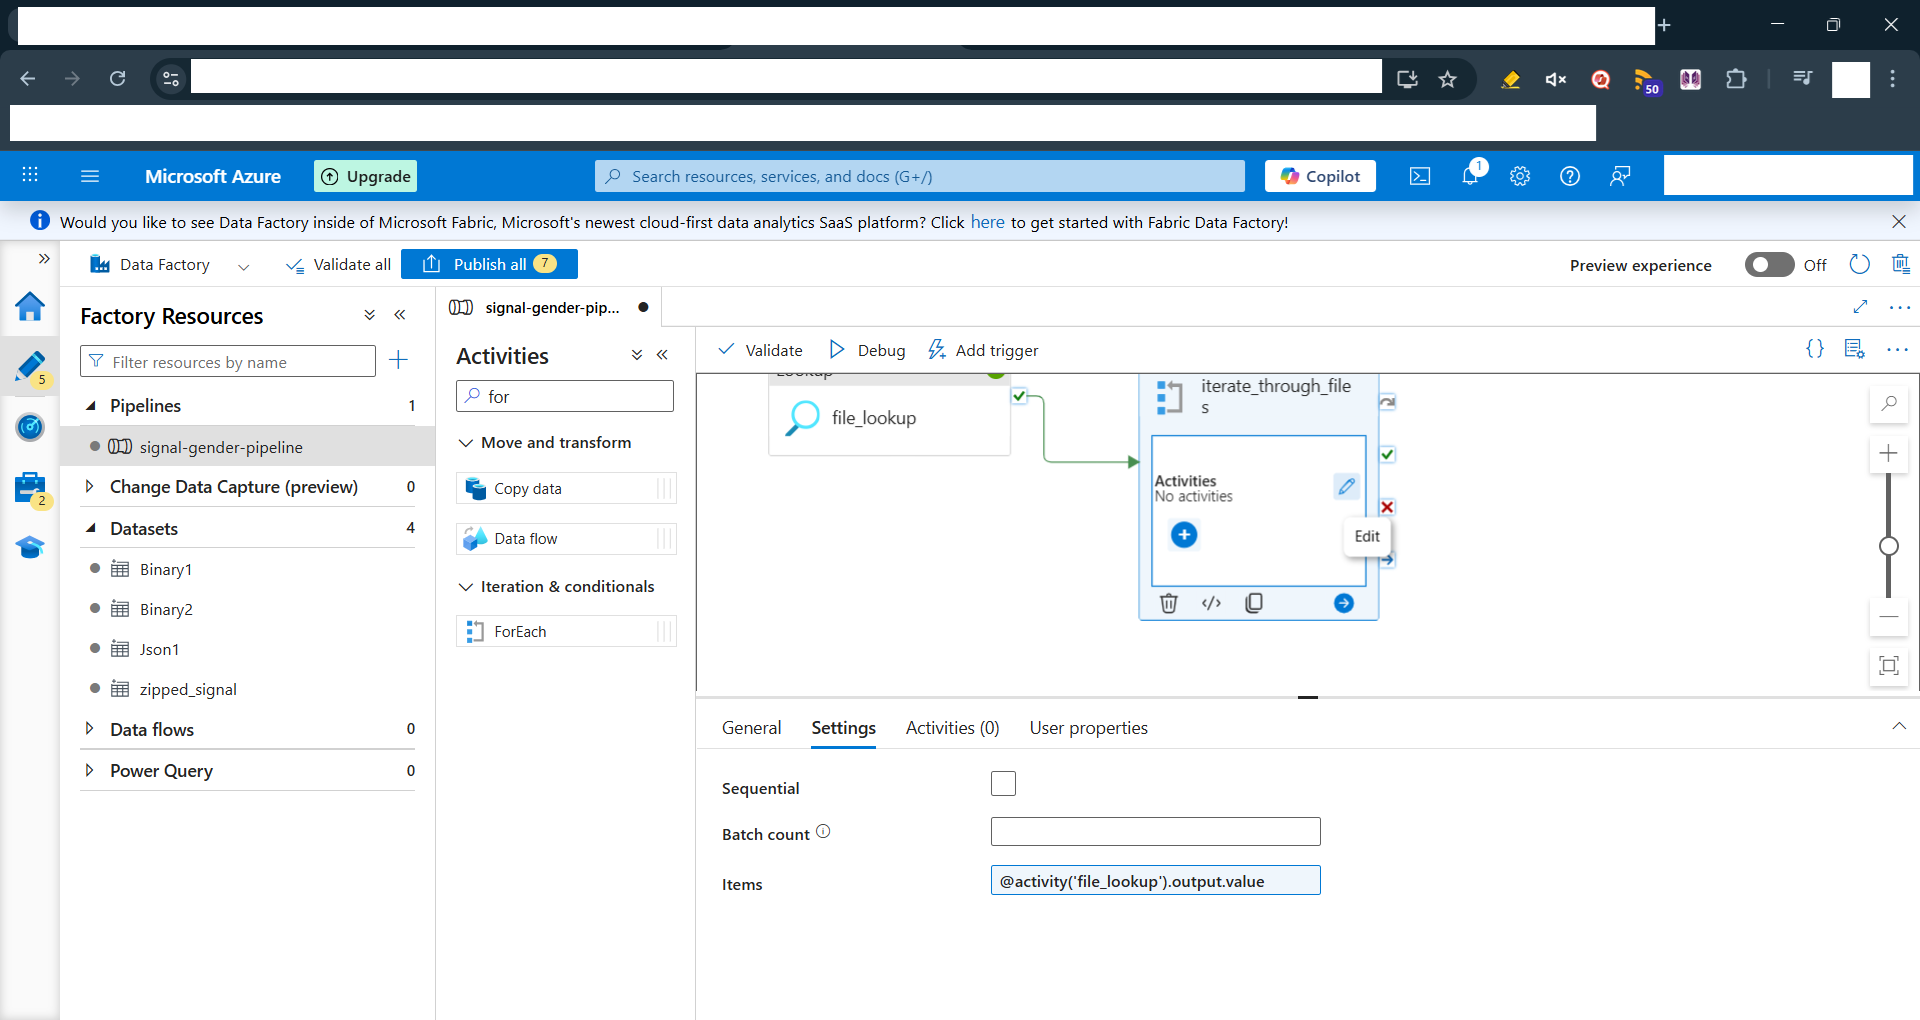 50
Microsoft Azure
Upgrade
Search resources, services, and docs (G+/)
Copilot
1
Would you like to see Data Factory inside of Microsoft Fabric, Microsoft's newest cloud-first data analytics SaaS platform? Click here to get started with Fabric Data Factory!
Data Factory
Validate all
Publish all 7
Preview experience
Off
5
2
Factory Resources
Filter resources by name
Pipelines 1
signal-gender-pipeline
Change Data Capture (preview) 0
Datasets 4
Binary1
Binary2
Json1
zipped_signal
Data flows 0
Power Query 0
signal-gender-pip...
Activities
for
Move and transform
Copy data
Data flow
Iteration & conditionals
ForEach
Validate
Debug
Add trigger
{}
Lookup
file_lookup
iterate_through_file
s
Activities
No activities
Edit
General
Settings
Activities (0)
User properties
Sequential
Batch count
Items
@activity('file_lookup').output.value